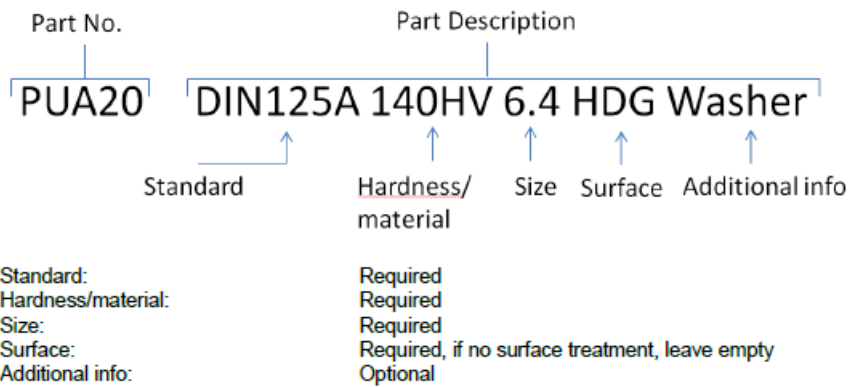 Part No. Part Description
PUA20 DIN125A 140HV 6.4 HDG Washer
Standard Hardness/ Size Surface Additional info
material
Standard: Required
Hardness/material: Required
Size: Required
Surface: Required, if no surface treatment, leave empty
Additional info: Optional